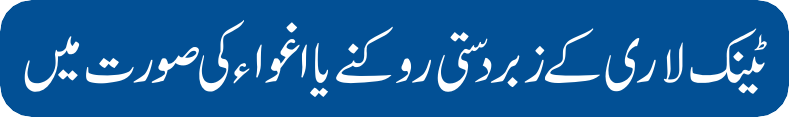 ٹینک لاری کے زبردستی روکنے یا اغواء کی صورت میں